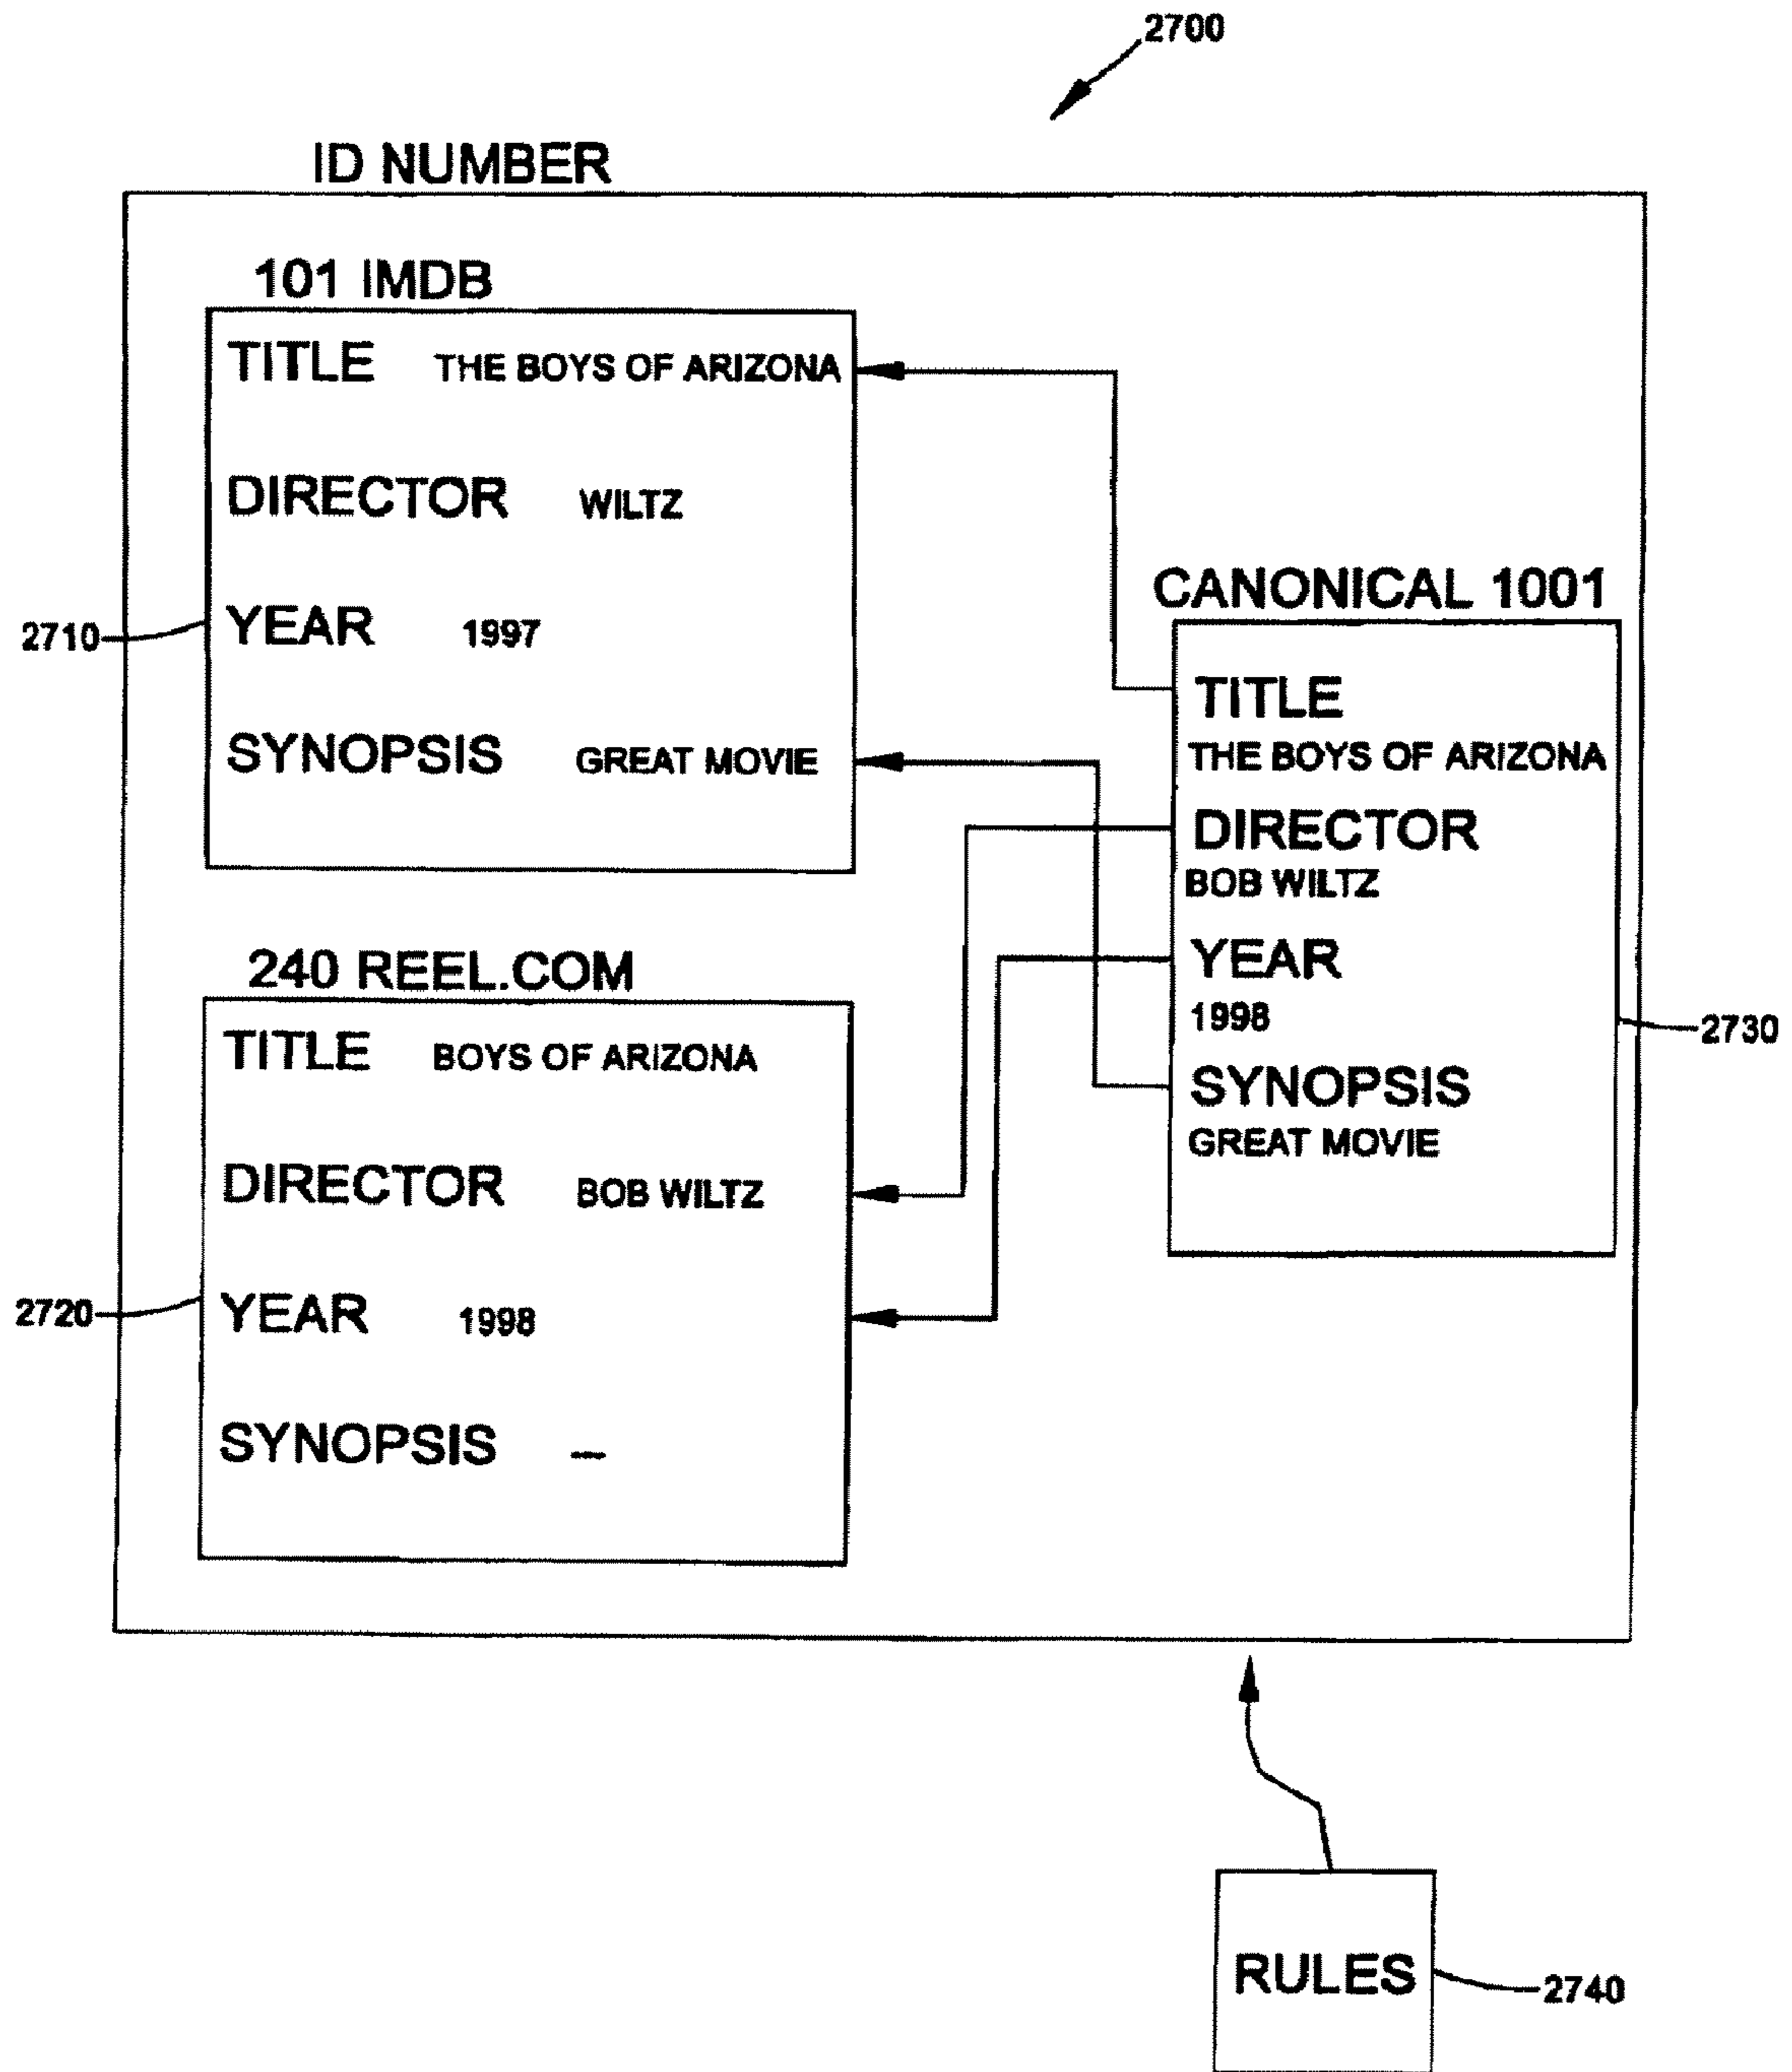 2700
ID NUMBER
101 IMDB
TITLE THE BOYS OF ARIZONA
DIRECTOR WILTZ
2710
YEAR 1997
SYNOPSIS GREAT MOVIE
240 REEL.COM
TITLE BOYS OF ARIZONA
DIRECTOR BOB WILTZ
2720
YEAR 1998
SYNOPSIS –
CANONICAL 1001
TITLE
THE BOYS OF ARIZONA
DIRECTOR
BOB WILTZ
YEAR
1998
2730
SYNOPSIS
GREAT MOVIE
RULES
2740